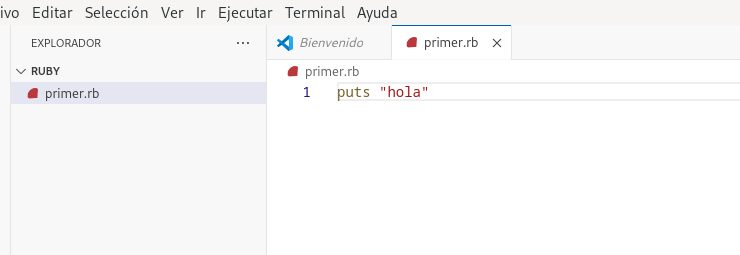 ivo Editar Selección Ver Ir Ejecutar Terminal Ayuda
EXPLORADOR ···
RUBY
primer.rb
Bienvenido
primer.rb
primer.rb
1 puts "hola"